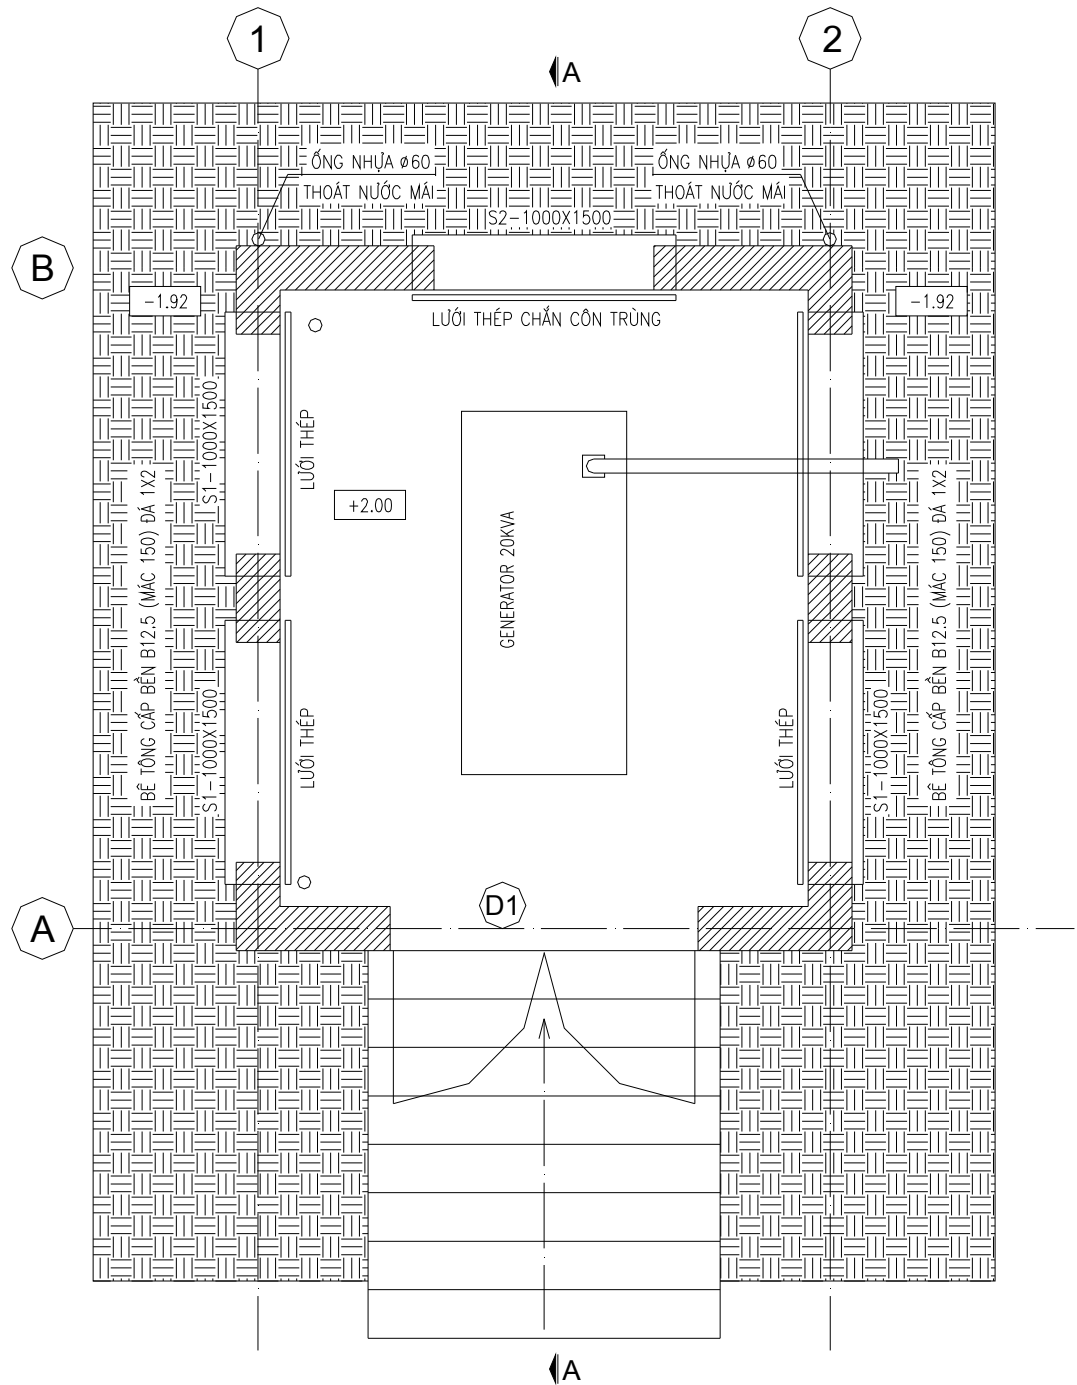 1
2
A
ỐNG NHỰA ø60
THOÁT NƯỚC MÁI
ỐNG NHỰA ø60
THOÁT NƯỚC MÁI
S2-1000X1500
B
-1.92
-1.92
LƯỚI THÉP CHẮN CÔN TRÙNG
S1-1000X1500
LƯỚI THÉP
+2.00
BÊ TÔNG CẤP BỀN B12.5 (MÁC 150) ĐÁ 1X2
GENERATOR 20KVA
BÊ TÔNG CẤP BỀN B12.5 (MÁC 150) ĐÁ 1X2
S1-1000X1500
LƯỚI THÉP
LƯỚI THÉP
S1-1000X1500
D1
A
A